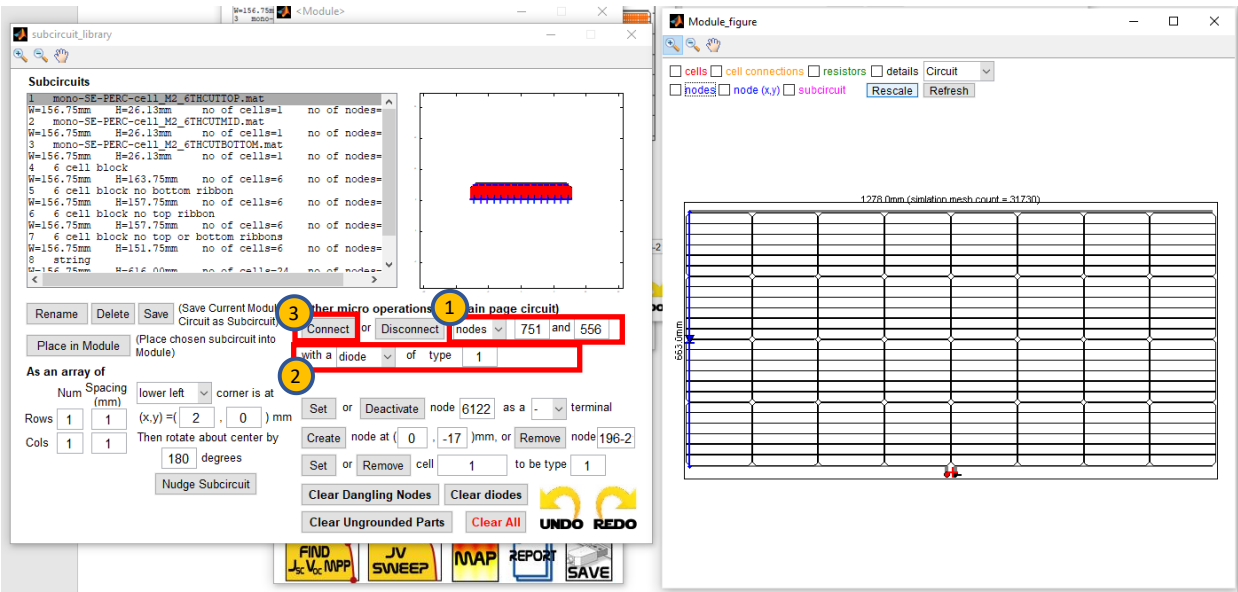 W=156.75m
3 mono-
<Module>
subcircuit_library
Subcircuits
1 mono-SE-PERC-cell_M2_6THCUTTOP.mat
W=156.75mm H=26.13mm no of cells=1 no of nodes=
2 mono-SE-PERC-cell_M2_6THCUTMID.mat
W=156.75mm H=26.13mm no of cells=1 no of nodes=
3 mono-SE-PERC-cell_M2_6THCUTBOTTOM.mat
W=156.75mm H=26.13mm no of cells=1 no of nodes=
4 6 cell block
W=156.75mm H=163.75mm no of cells=6 no of nodes=
5 6 cell block no bottom ribbon
W=156.75mm H=157.75mm no of cells=6 no of nodes=
6 6 cell block no top ribbon
W=156.75mm H=157.75mm no of cells=6 no of nodes=
7 6 cell block no top or bottom ribbons
W=156.75mm H=151.75mm no of cells=6 no of nodes=
8 string
W=156.75mm H=616.00mm no of cells=24 no of nodes=
Rename Delete Save (Save Current Modul
Circuit as Subcircuit)
Place in Module (Place chosen subcircuit into
Module)
As an array of
Num Spacing
(mm)
lower left corner is at
Rows 1 1 (x,y) =( 2 , 0 ) mm
Cols 1 1 Then rotate about center by
180 degrees
Nudge Subcircuit
ther micro operations ain page circuit)
3
1
Connect or Disconnect nodes 751 and 556
with a diode of type 1
2
Set or Deactivate node 6122 as a - terminal
Create node at ( 0 , -17 )mm, or Remove node 196-2
Set or Remove cell 1 to be type 1
Clear Dangling Nodes Clear diodes
Clear Ungrounded Parts Clear All UNDO REDO
FIND
Jsc Voc MPP
JV
SWEEP
MAP
REPORT
SAVE
-2
Module_figure
cells cell connections resistors details Circuit
nodes node (x,y) subcircuit Rescale Refresh
1278.0mm (simlation mesh count = 31730)
663.0mm